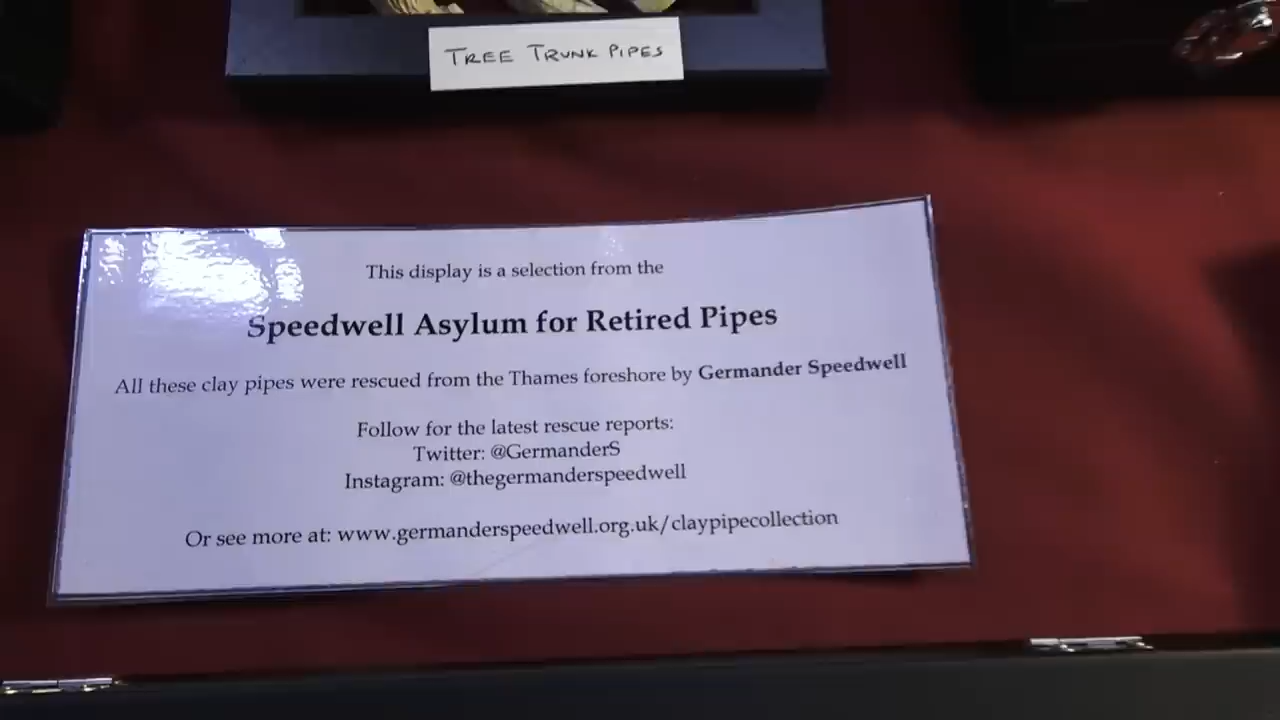 TREE TRUNK PIPES
This display is a selection from the
Speedwell Asylum for Retired Pipes
All these clay pipes were rescued from the Thames foreshore by Germander Speedwell
Follow for the latest rescue reports:
Twitter: @GermanderS
Instagram: @thegermanderspeedwell
Or see more at: www.germanderspeedwell.org.uk/claypipecollection